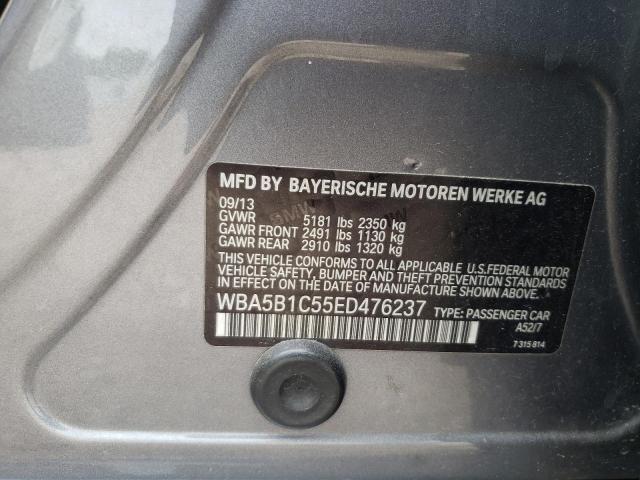 MFD BY BAYERISCHE MOTOREN WERKE AG
09/13
GVWR 5181 lbs 2350 kg
GAWR FRONT 2491 lbs 1130 kg
GAWR REAR 2910 lbs 1320 kg
THIS VEHICLE CONFORMS TO ALL APPLICABLE U.S. FEDERAL MOTOR
VEHICLE SAFETY, BUMPER AND THEFT PREVENTION STANDARDS
IN EFFECT ON THE DATE OF MANUFACTURE SHOWN ABOVE.
WBA5B1C55ED476237 TYPE: PASSENGER CAR
A52/7
7 315 814